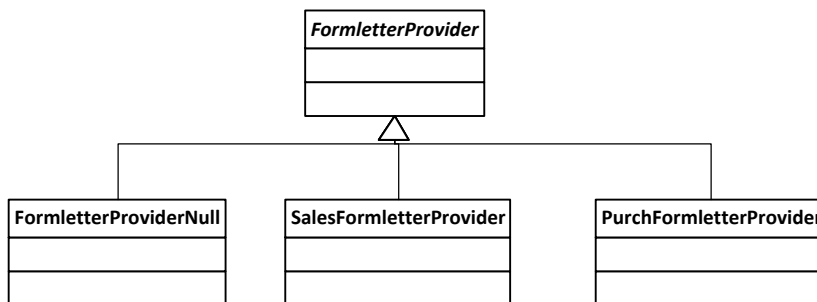 FormletterProvider
FormletterProviderNull
SalesFormletterProvider
PurchFormletterProvider